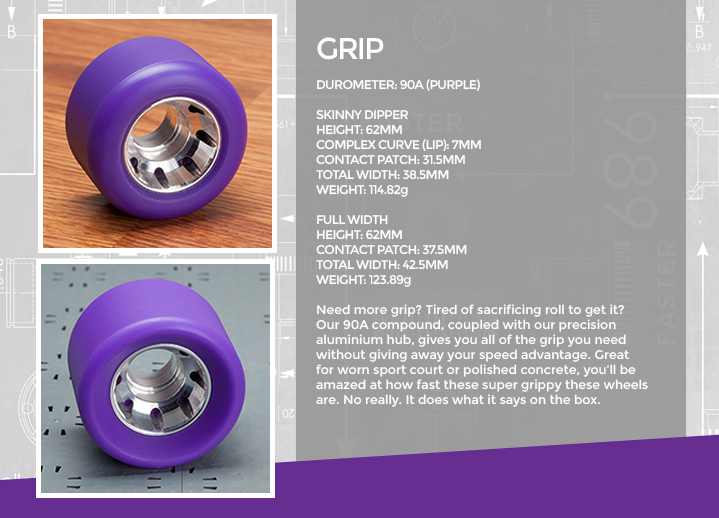 GRIP
DUROMETER: 90A (PURPLE)
SKINNY DIPPER
HEIGHT: 62MM
COMPLEX CURVE (LIP): 7MM
CONTACT PATCH: 31.5MM
TOTAL WIDTH: 38.5MM
WEIGHT: 114.82g
FULL WIDTH
HEIGHT: 62MM
CONTACT PATCH: 37.5MM
TOTAL WIDTH: 42.5MM
WEIGHT: 123.89g
Need more grip? Tired of sacrificing roll to get it?
Our 90A compound, coupled with our precision
aluminium hub, gives you all of the grip you need
without giving away your speed advantage. Great
for worn sport court or polished concrete, you'll be
amazed at how fast these super grippy these wheels
are. No really. It does what it says on the box.
B
B
FASTER
FASTER